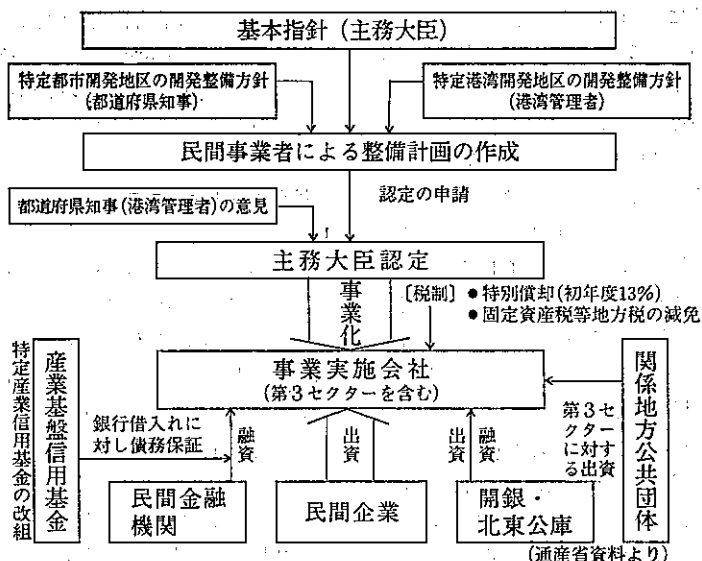 基本指針(主務大臣)
特定都市開発地区の開発整備方針
(都道府県知事)
特定港湾開発地区の開発整備方針
(港湾管理者)
民間事業者による整備計画の作成
認定の申請
都道府県知事(港湾管理者)の意見
主務大臣認定
事業化
〔税制〕●特別償却(初年度13%)
●固定資産税等地方税の減免
事業実施会社
(第3セクターを含む)
産業基盤信用基金
特定産業信用基金の改組
銀行借入れに
対し債務保証
融資
出資
出資
融資
第3セ
クター
に対す
る出資
関係地方公共団体
民間金融
機関
民間企業
開銀・
北東公庫
(通産省資料より)